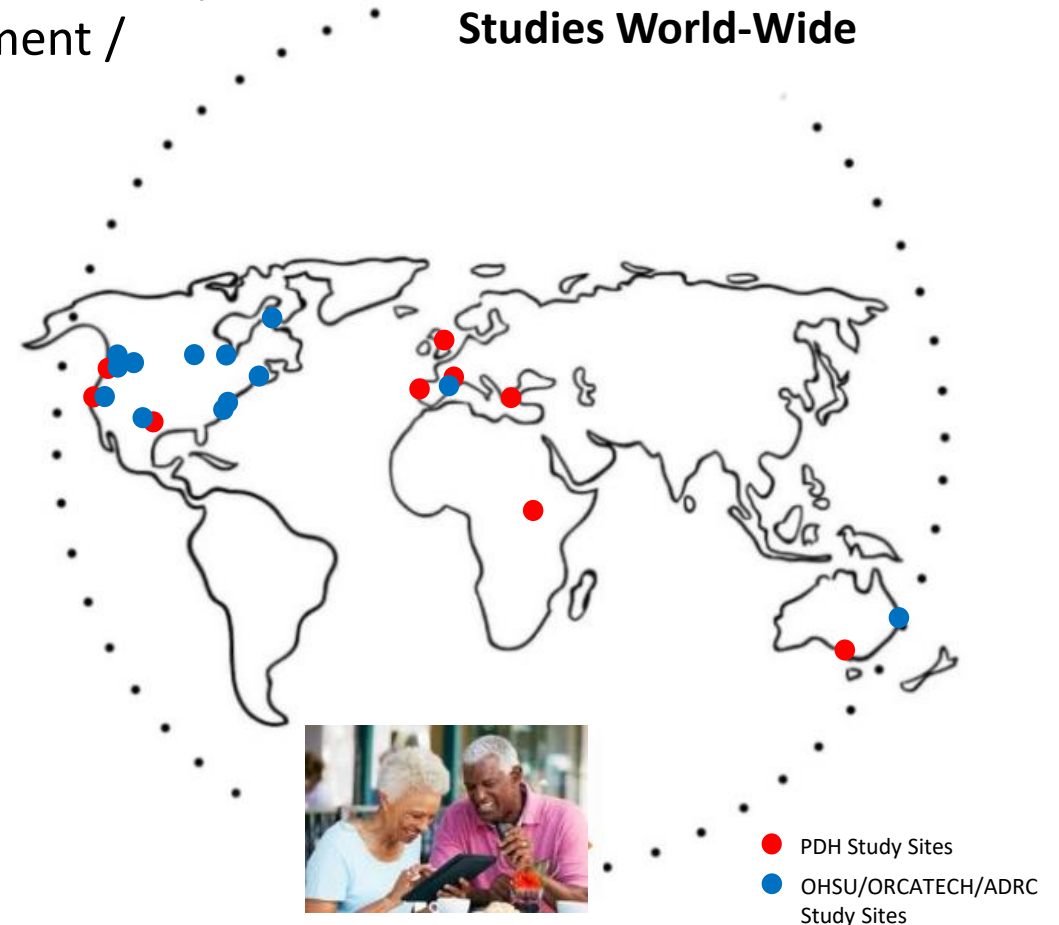 Studies World-Wide
ment /
PDH Study Sites
OHSU/ORCATECH/ADRC
Study Sites